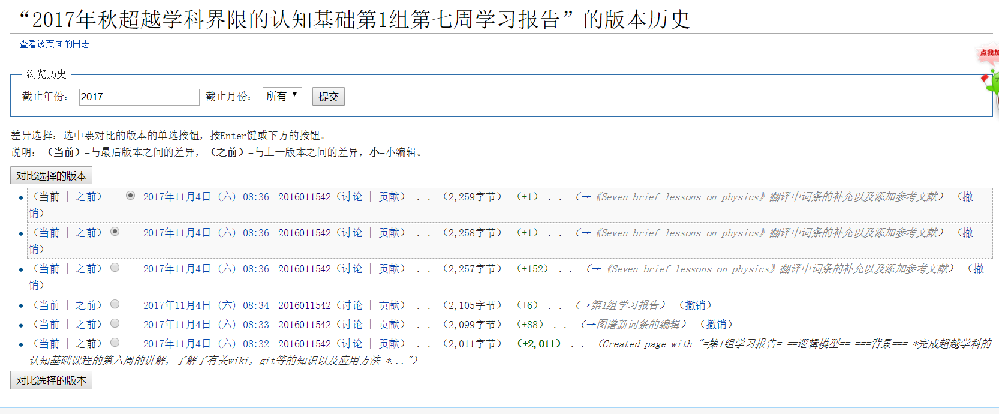 “2017年秋超越学科界限的认知基础第1组第七周学习报告”的版本历史
查看该页面的日志
浏览历史
截止年份： 2017 截止月份： 所有 ▼ 提交
差异选择：选中要对比的版本的单选按钮，按Enter键或下方的按钮。
说明：（当前）=与最后版本之间的差异，（之前）=与上一版本之间的差异，小=小编辑。
对比选择的版本
• （当前 | 之前） 2017年11月4日 (六) 08:36 2016011542（讨论 | 贡献） . . （2,259字节） （+1） . . （→《Seven brief lessons on physics》翻译中词条的补充以及添加参考文献） （撤
销）
• （当前 | 之前） 2017年11月4日 (六) 08:36 2016011542（讨论 | 贡献） . . （2,258字节） （+1） . . （→《Seven brief lessons on physics》翻译中词条的补充以及添加参考文献） （撤
销）
• （当前 | 之前） 2017年11月4日 (六) 08:36 2016011542（讨论 | 贡献） . . （2,257字节） （+152） . . （→《Seven brief lessons on physics》翻译中词条的补充以及添加参考文献） （撤
销）
• （当前 | 之前） 2017年11月4日 (六) 08:34 2016011542（讨论 | 贡献） . . （2,105字节） （+6） . . （→第1组学习报告） （撤销）
• （当前 | 之前） 2017年11月4日 (六) 08:33 2016011542（讨论 | 贡献） . . （2,099字节） （+88） . . （→图谱新词条的编辑） （撤销）
• （当前 | 之前） 2017年11月4日 (六) 08:32 2016011542（讨论 | 贡献） . . （2,011字节） （+2,011） . . （Created page with "=第1组学习报告= ==逻辑模型== ===背景=== *完成超越学科的
认知基础课程的第六周的讲解，了解了有关wiki，git等的知识以及应用方法 *..."）
对比选择的版本
点我加